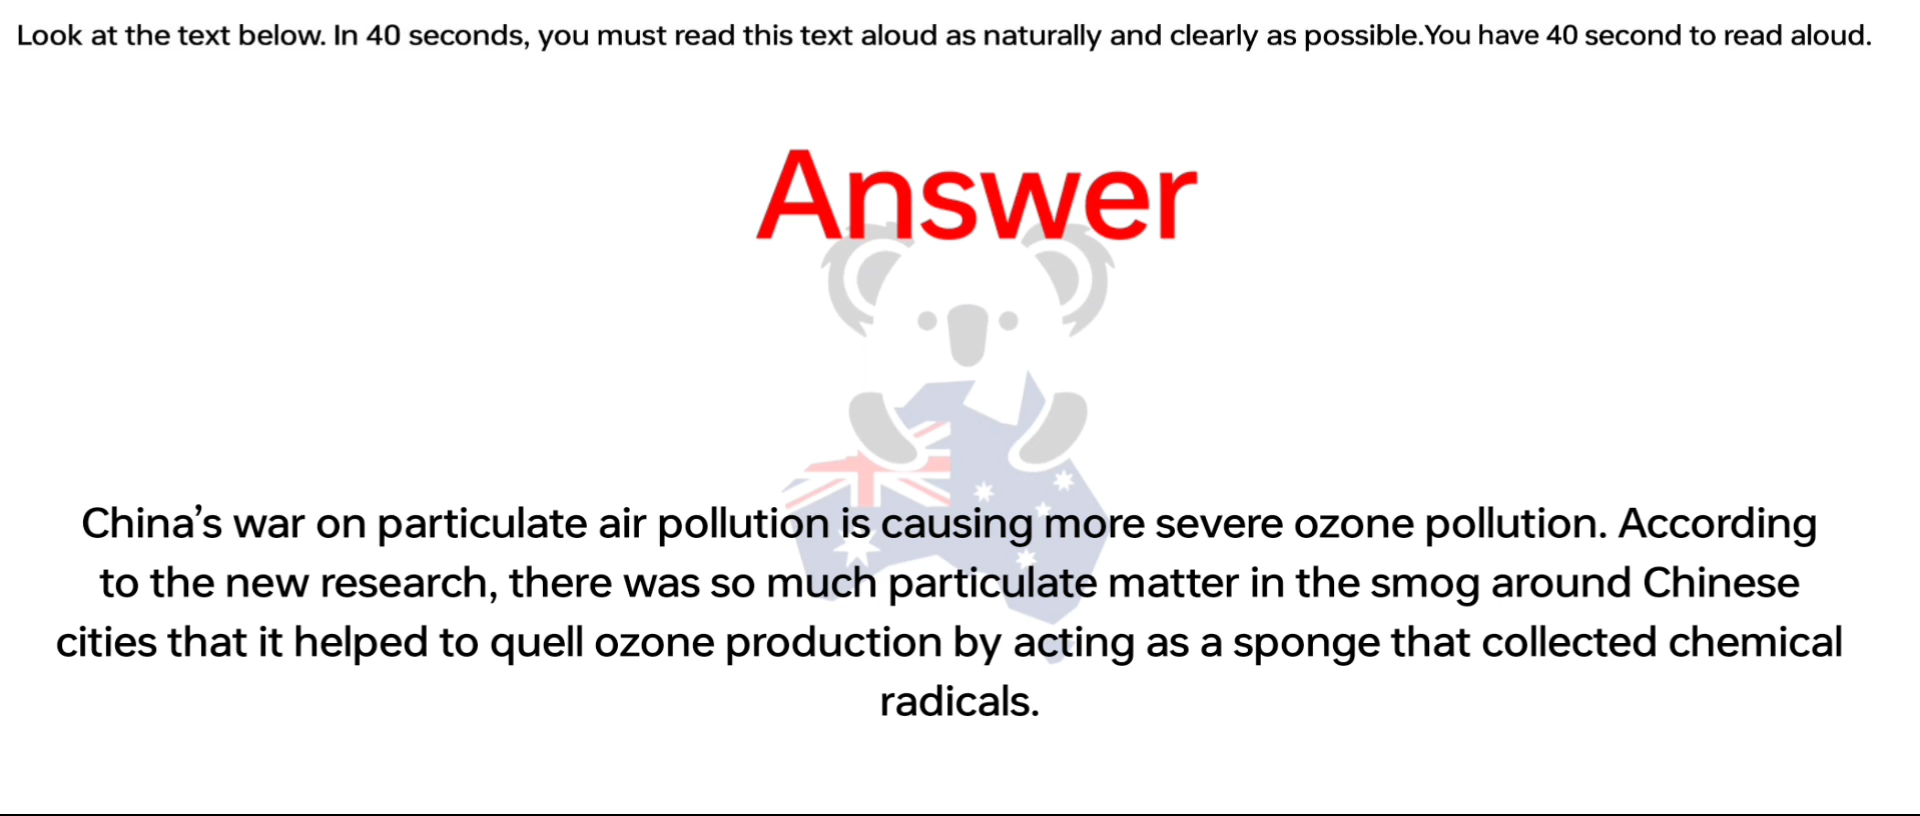 Look at the text below. In 40 seconds, you must read this text aloud as naturally and clearly as possible.You have 40 second to read aloud.
Answer
China’s war on particulate air pollution is causing more severe ozone pollution. According
to the new research, there was so much particulate matter in the smog around Chinese
cities that it helped to quell ozone production by acting as a sponge that collected chemical
radicals.